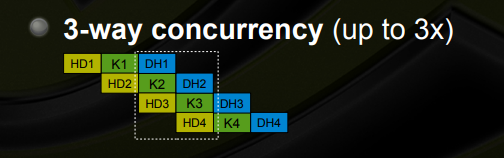 3-way concurrency (up to 3x)
HD1 K1 DH1
HD2 K2 DH2
HD3 K3 DH3
HD4 K4 DH4